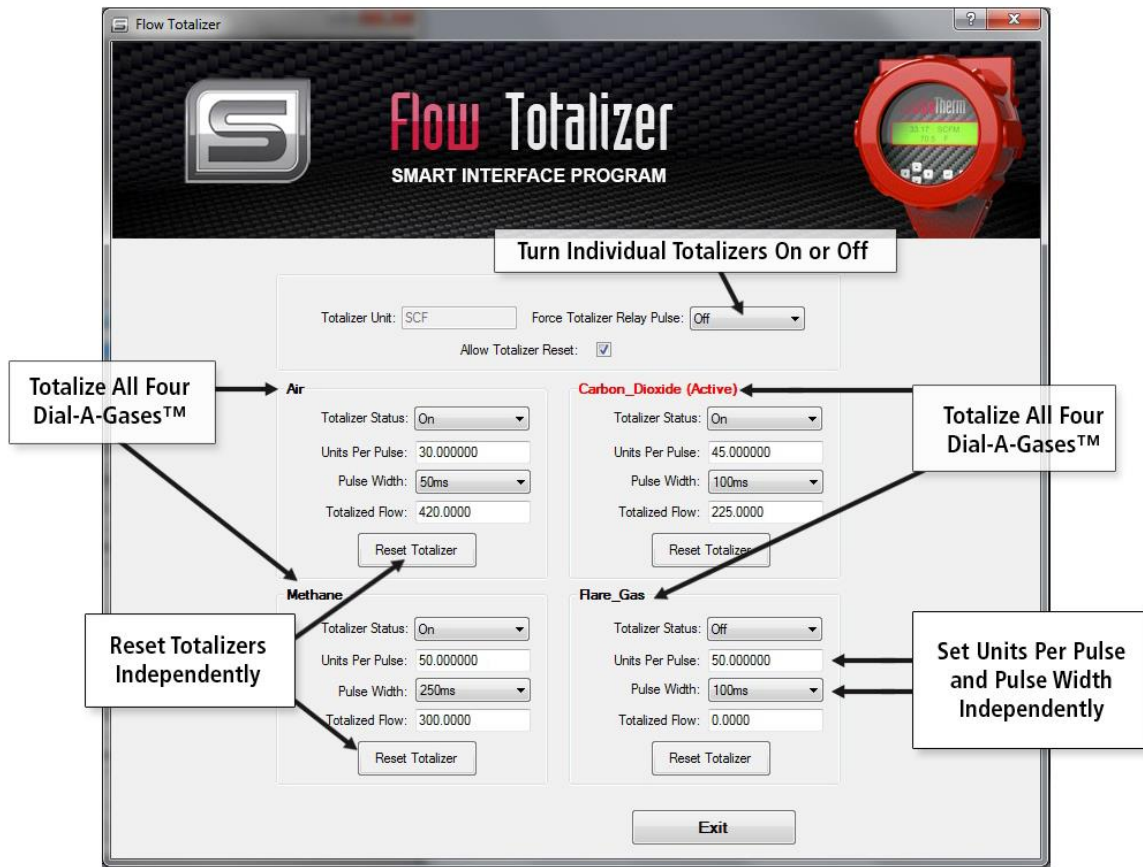 Flow Totalizer
Flow Totalizer
SMART INTERFACE PROGRAM
Therm
33.17 SCFM
70.5 F
Turn Individual Totalizers On or Off
Totalizer Unit: SCF Force Totalizer Relay Pulse: Off
Allow Totalizer Reset:
Totalize All Four
Dial-A-Gases™
Air
Totalizer Status: On
Units Per Pulse: 30.000000
Pulse Width: 50ms
Totalized Flow: 420.0000
Reset Totalizer
Carbon_Dioxide (Active)
Totalizer Status: On
Units Per Pulse: 45.000000
Pulse Width: 100ms
Totalized Flow: 225.0000
Reset Totalizer
Totalize All Four
Dial-A-Gases™
Reset Totalizers
Independently
Methane
Totalizer Status: On
Units Per Pulse: 50.000000
Pulse Width: 250ms
Totalized Flow: 300.0000
Reset Totalizer
Flare_Gas
Totalizer Status: Off
Units Per Pulse: 50.000000
Pulse Width: 100ms
Totalized Flow: 0.0000
Reset Totalizer
Set Units Per Pulse
and Pulse Width
Independently
Exit